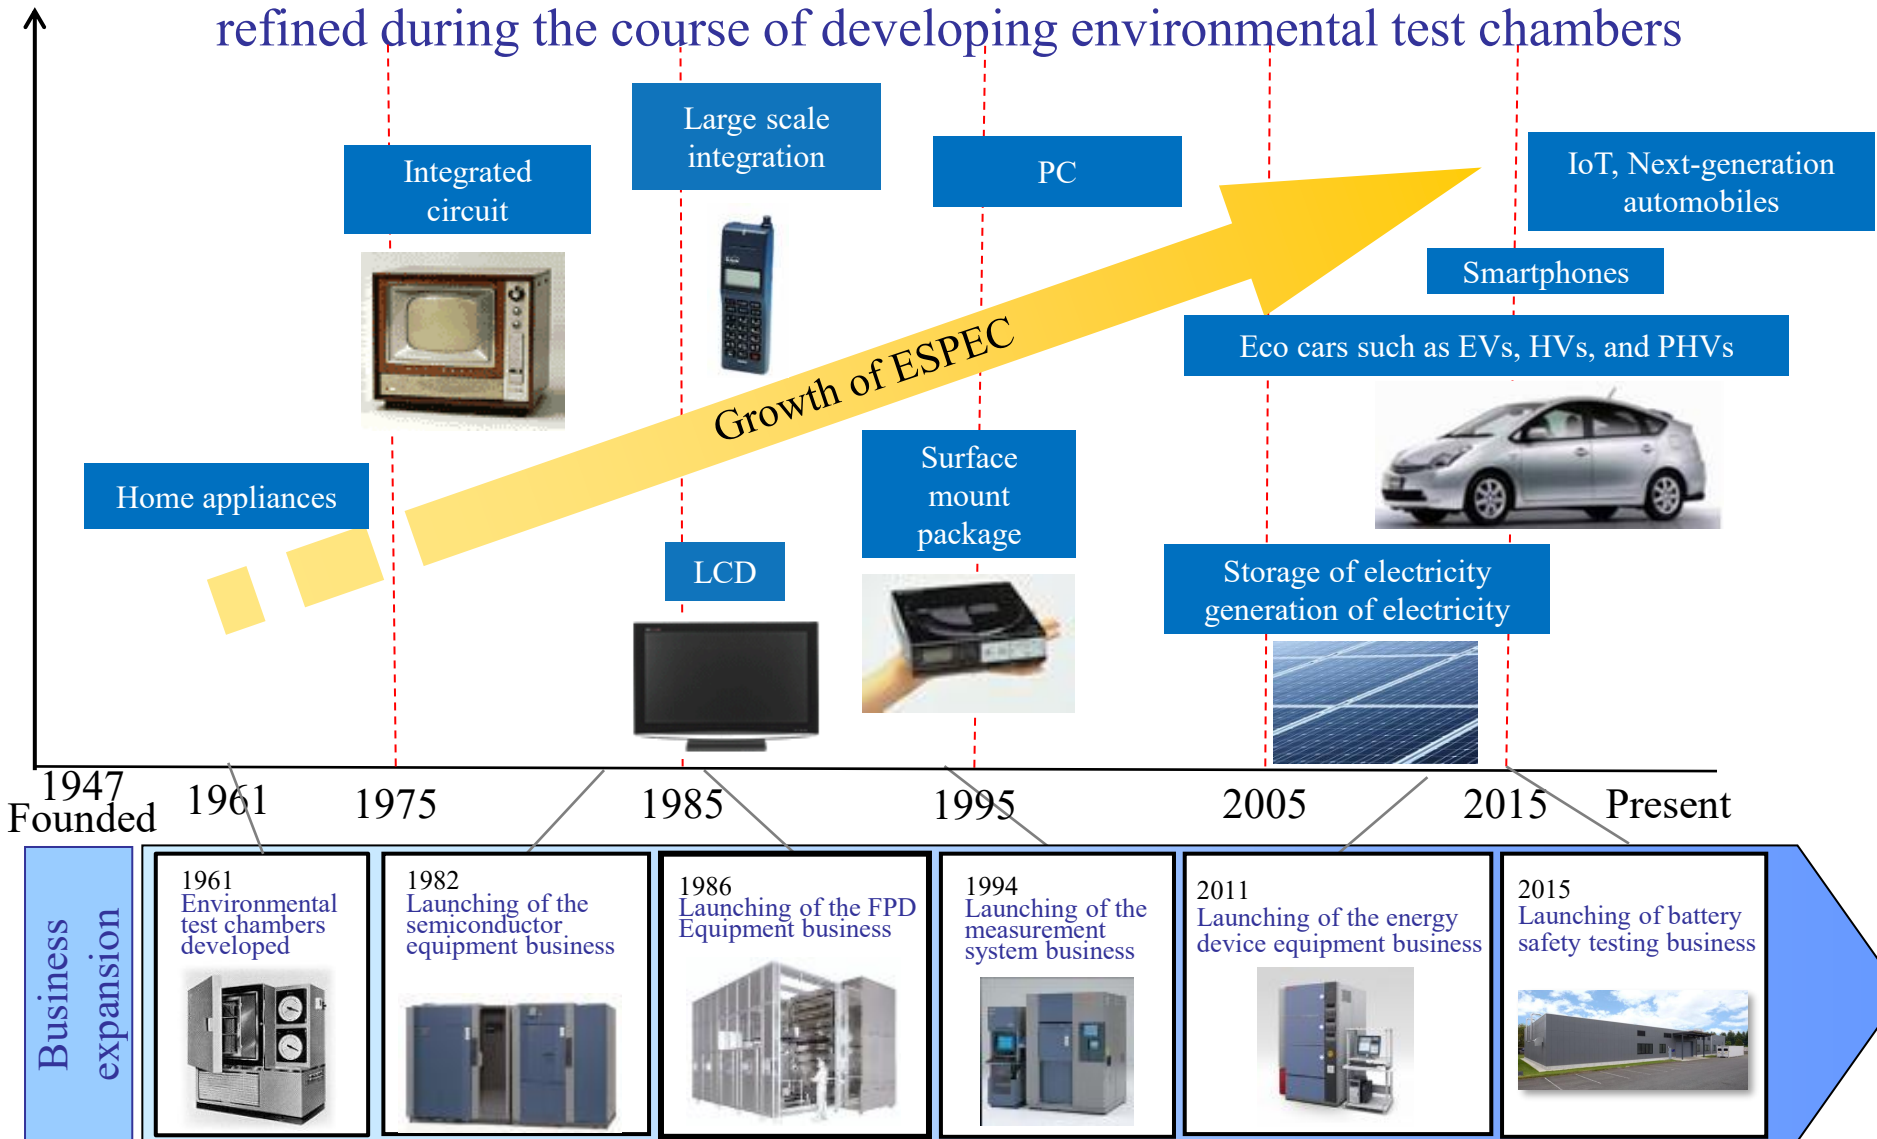 refined during the course of developing environmental test chambers
Large scale
integration
Integrated
circuit
PC
IoT, Next-generation
automobiles
Smartphones
Eco cars such as EVs, HVs, and PHVs
Growth of ESPEC
Home appliances
Surface
mount
package
LCD
Storage of electricity
generation of electricity
1947
Founded
1961
1975
1985
1995
2005
2015
Present
Business
expansion
1961
Environmental
test chambers
developed
1982
Launching of the
semiconductor
equipment business
1986
Launching of the FPD
Equipment business
1994
Launching of the
measurement
system business
2011
Launching of the energy
device equipment business
2015
Launching of battery
safety testing business